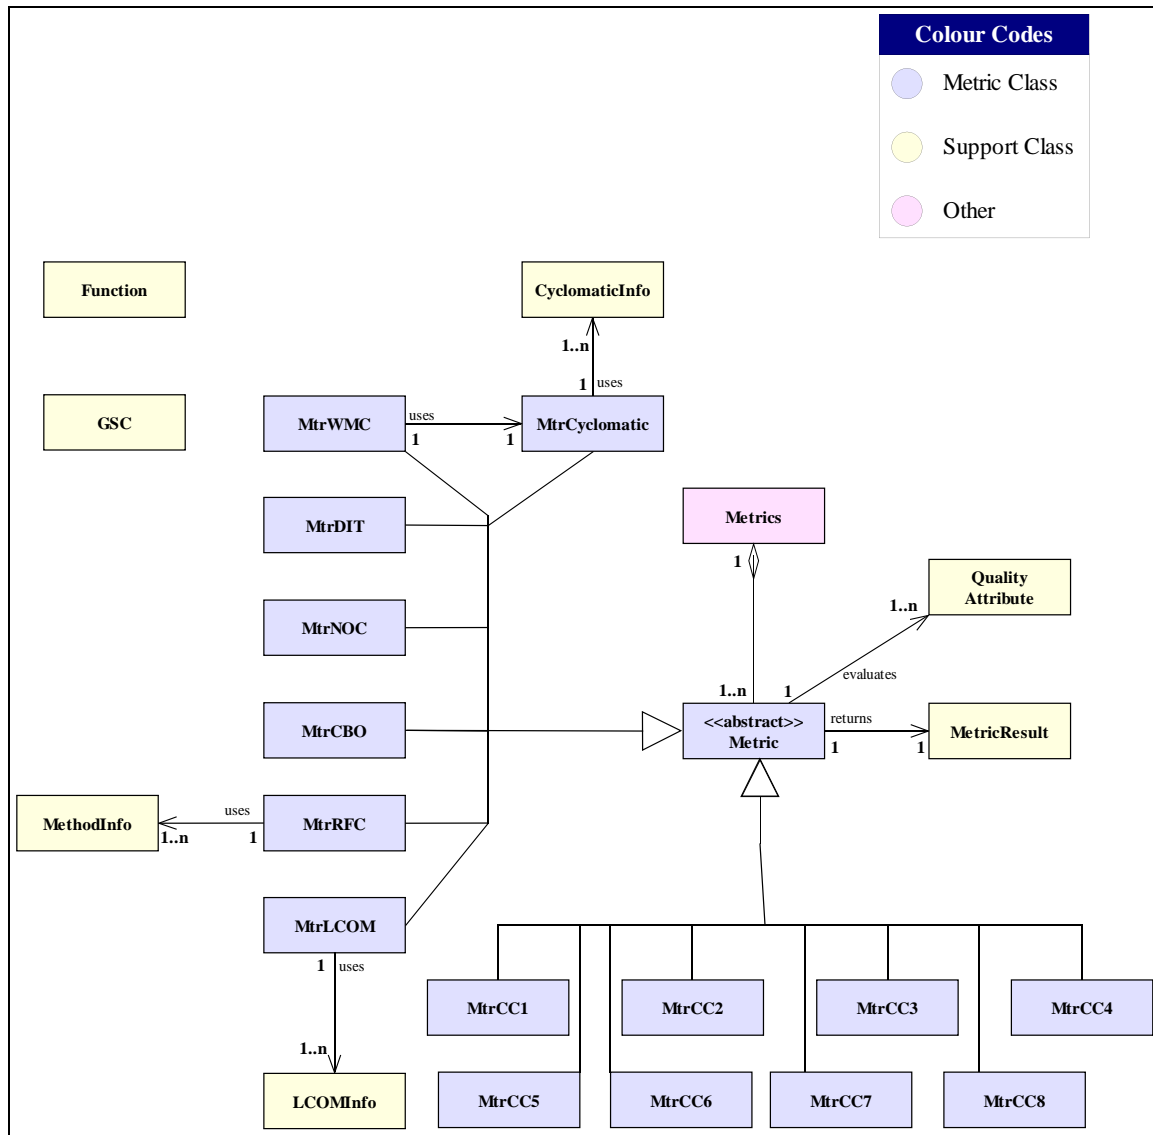 Colour Codes
Metric Class
Support Class
Other
Function
CyclomaticInfo
1..n
1 uses
GSC
MtrWMC
uses
1
1
MtrCyclomatic
MtrDIT
Metrics
1
Quality
Attribute
1..n
MtrNOC
evaluates
1..n
1
MtrCBO
<<abstract>>
Metric
returns
1
1
MetricResult
MethodInfo
uses
1..n
1
MtrRFC
MtrLCOM
1 uses
1..n
LCOMInfo
MtrCC1
MtrCC2
MtrCC3
MtrCC4
MtrCC5
MtrCC6
MtrCC7
MtrCC8